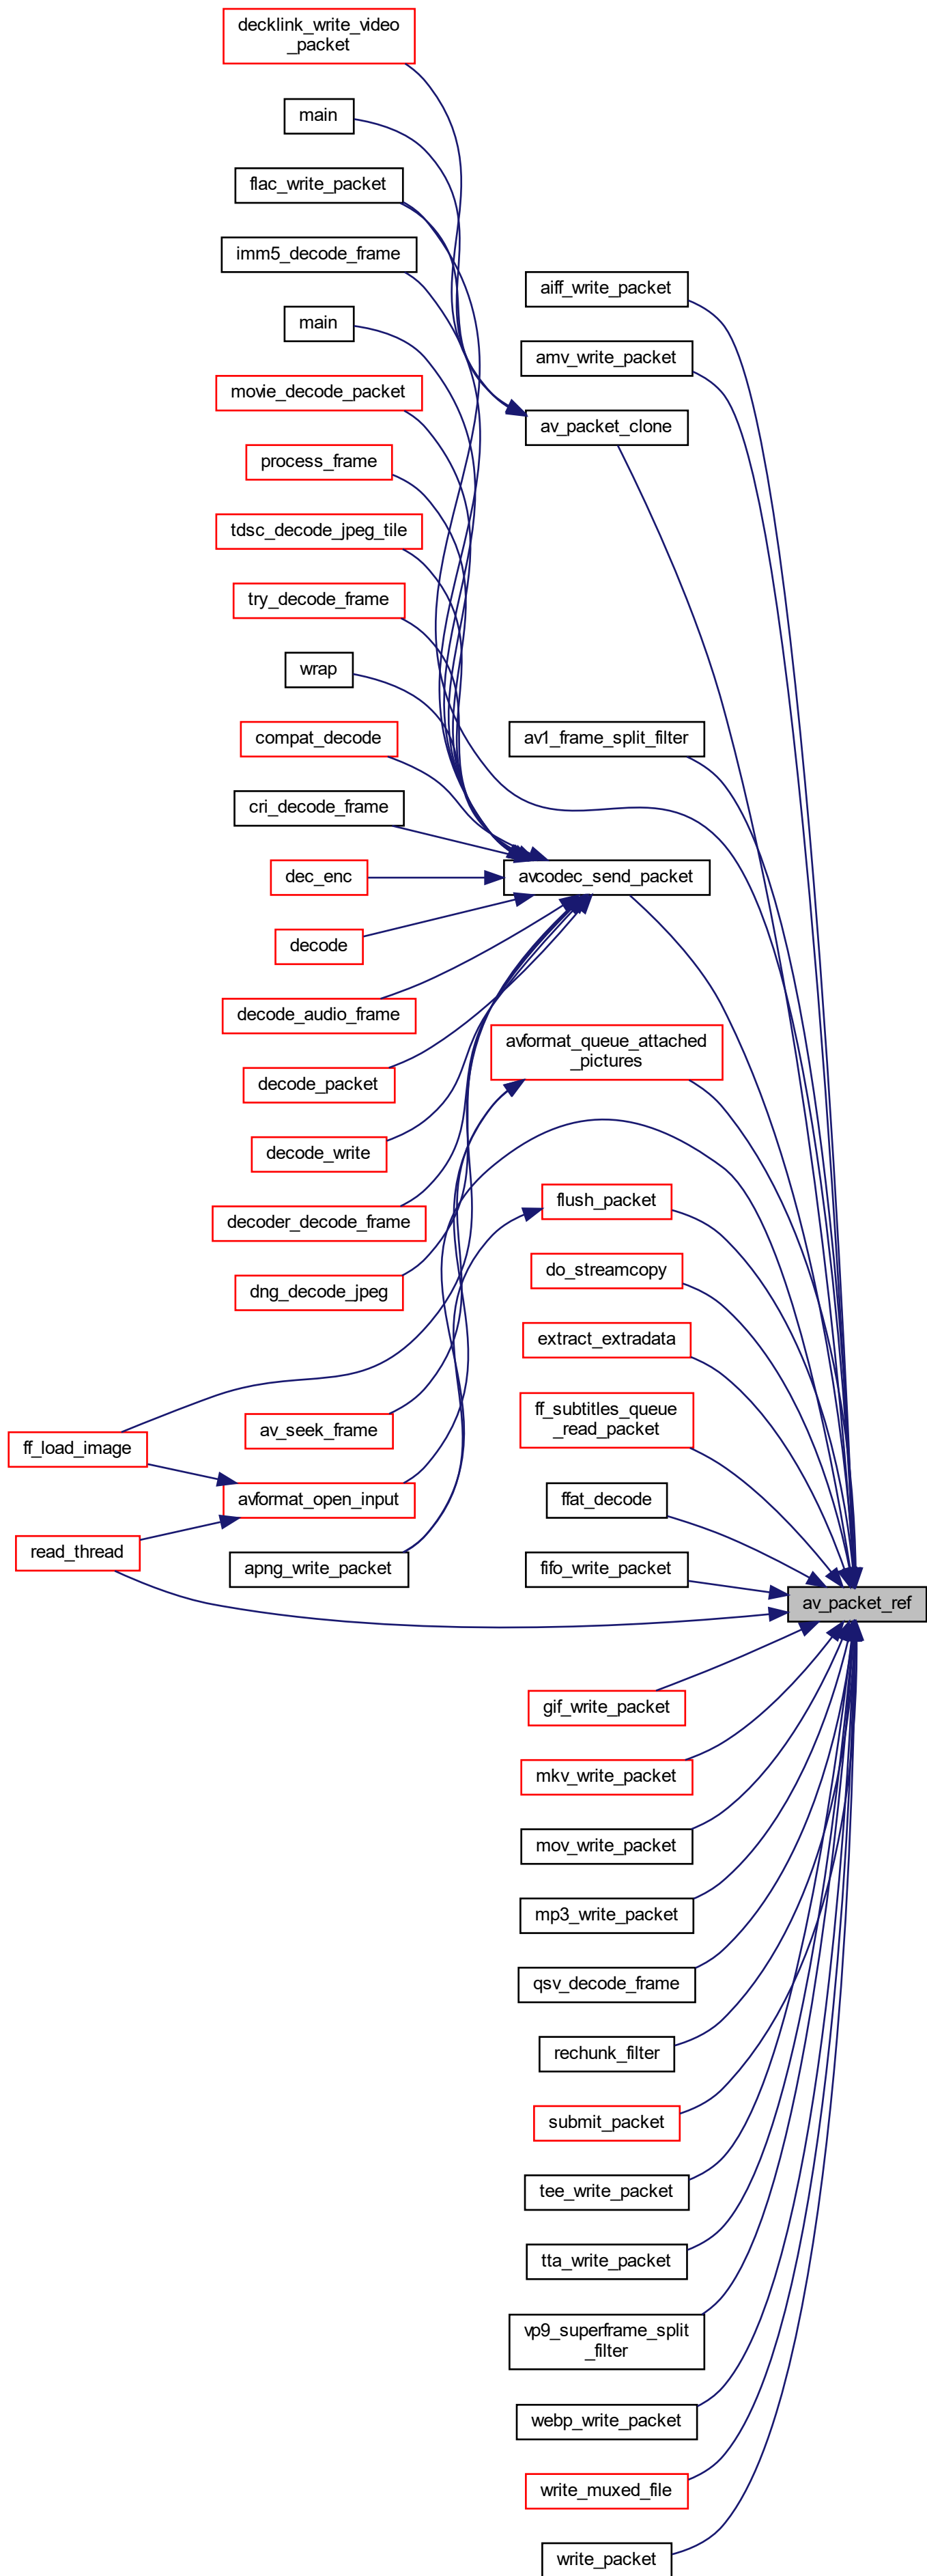 decklink_write_video
_packet
main
flac_write_packet
imm5_decode_frame
main
movie_decode_packet
process_frame
tdsc_decode_jpeg_tile
try_decode_frame
wrap
compat_decode
cri_decode_frame
dec_enc
decode
decode_audio_frame
decode_packet
decode_write
decoder_decode_frame
dng_decode_jpeg
ff_load_image
read_thread
av_seek_frame
avformat_open_input
apng_write_packet
aiff_write_packet
amv_write_packet
av_packet_clone
av1_frame_split_filter
avcodec_send_packet
avformat_queue_attached
_pictures
flush_packet
do_streamcopy
extract_extradata
ff_subtitles_queue
_read_packet
ffat_decode
fifo_write_packet
av_packet_ref
gif_write_packet
mkv_write_packet
mov_write_packet
mp3_write_packet
qsv_decode_frame
rechunk_filter
submit_packet
tee_write_packet
tta_write_packet
vp9_superframe_split
_filter
webp_write_packet
write_muxed_file
write_packet